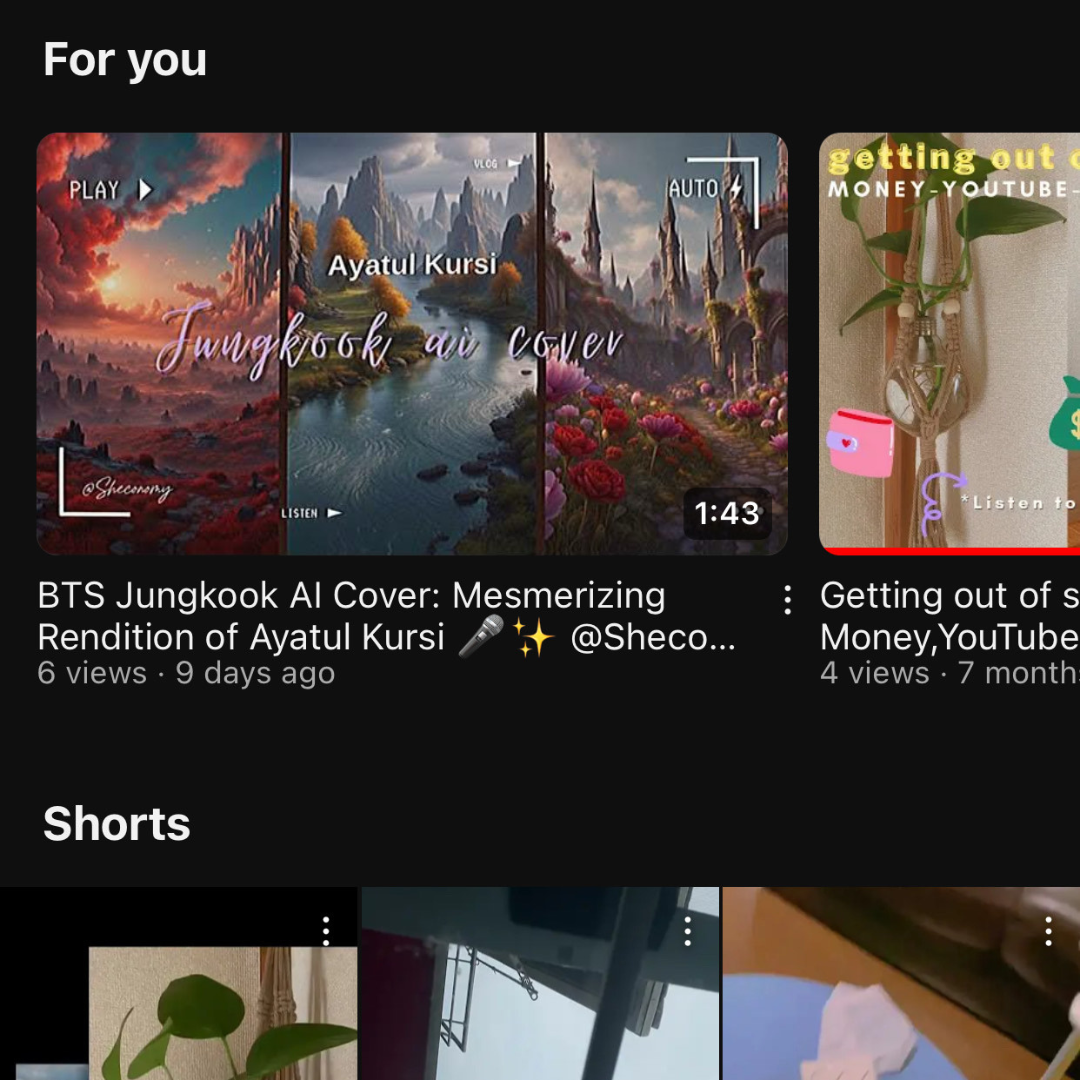 For you
PLAY
VLOG
AUTO
Ayatul Kursi
Jungkook ai cover
@Sheconomy
LISTEN
1:43
BTS Jungkook AI Cover: Mesmerizing
Rendition of Ayatul Kursi 🎤✨ @Sheco...
6 views · 9 days ago
getting out
MONEY-YOUTUBE-
$
*Listen to
Getting out of s
Money,YouTube
4 views · 7 months
Shorts